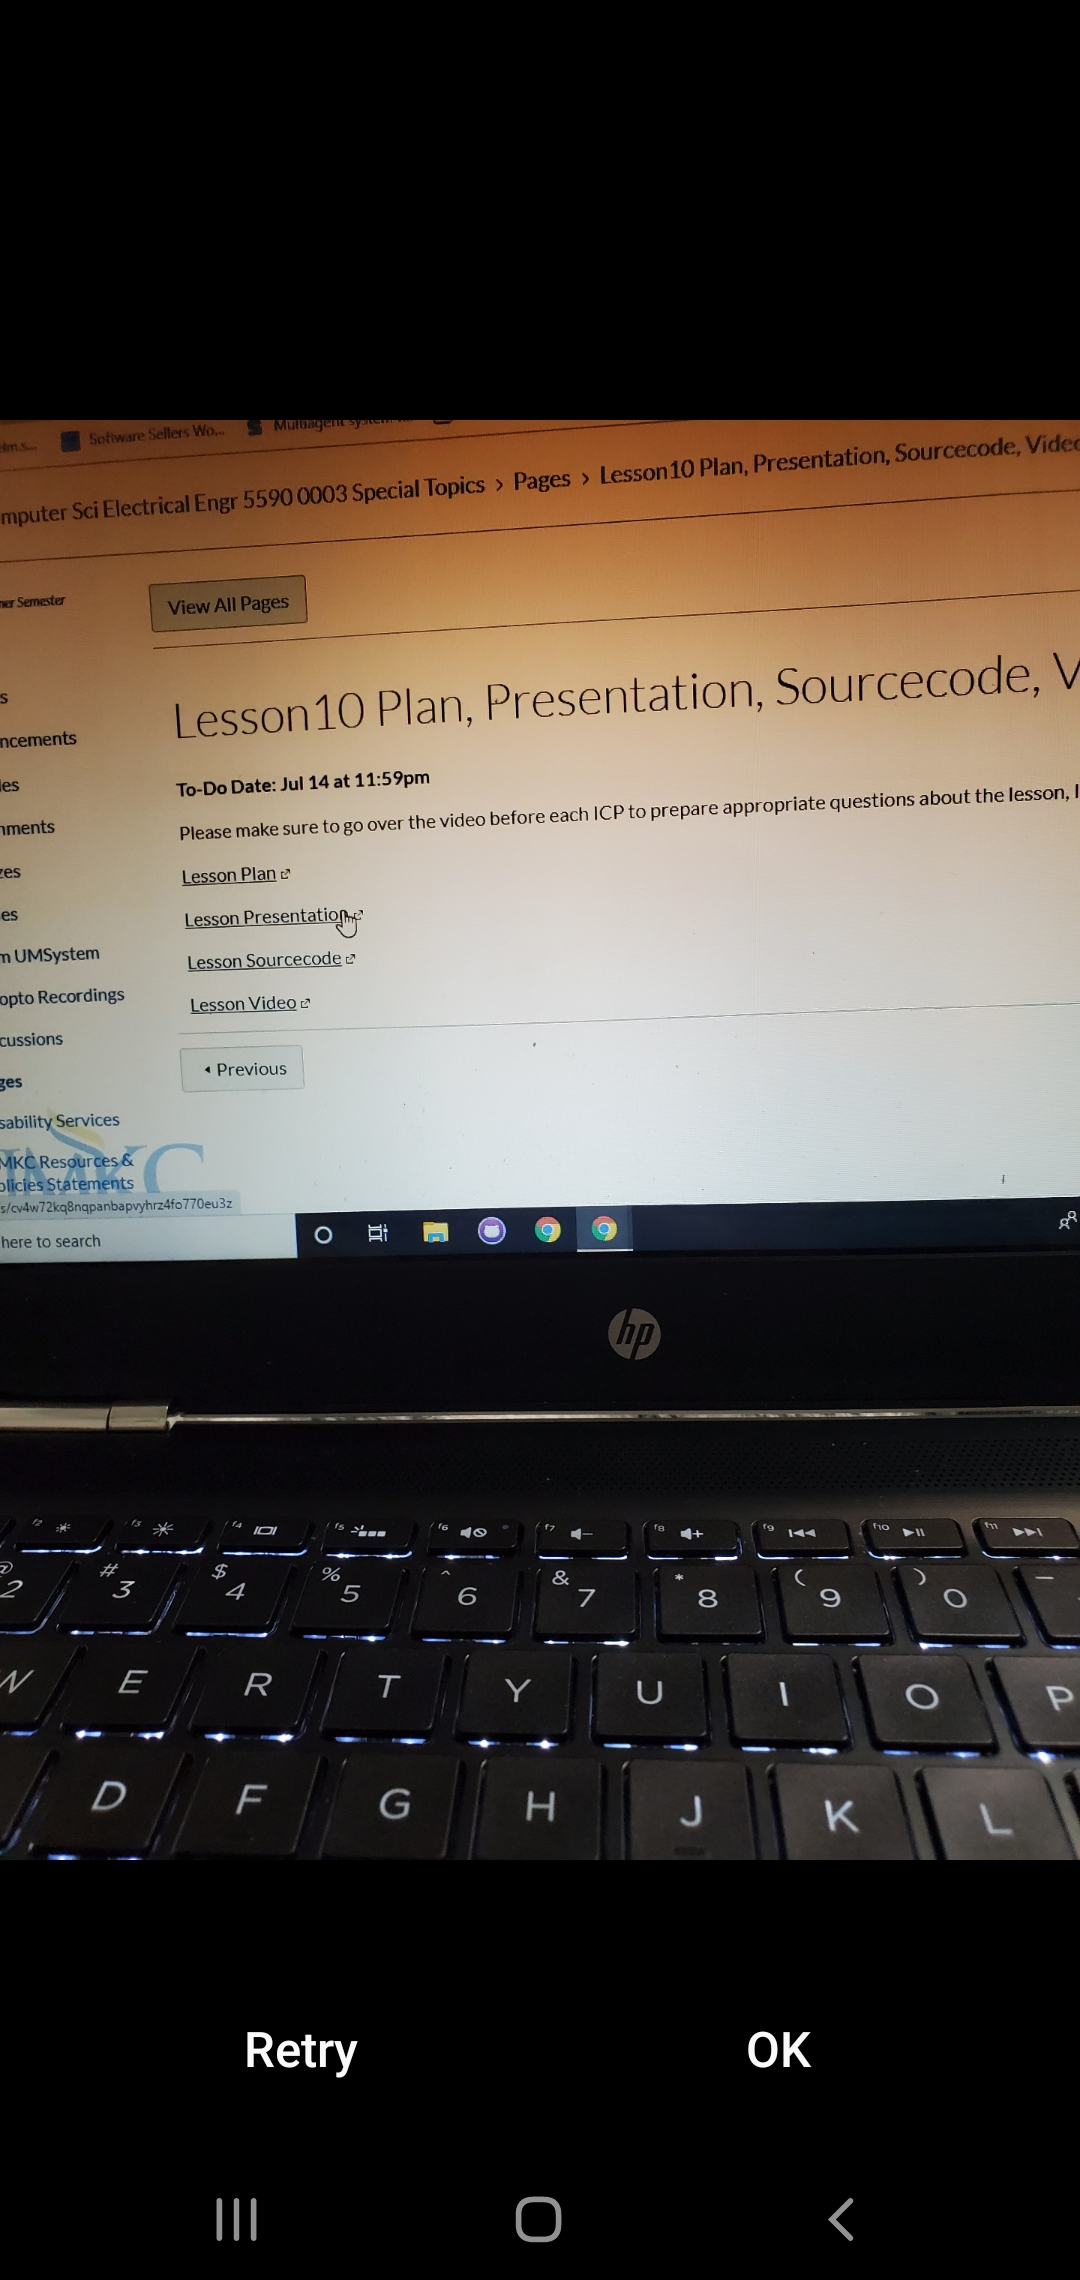 Software Sellers Wo...
Multiagent system
mputer Sci Electrical Engr 5590 0003 Special Topics > Pages > Lesson10 Plan, Presentation, Sourcecode, Video
ner Semester
View All Pages
s
Lesson10 Plan, Presentation, Sourcecode, V
ncements
To-Do Date: Jul 14 at 11:59pm
les
Please make sure to go over the video before each ICP to prepare appropriate questions about the lesson, I
nments
Lesson Plan
zes
Lesson Presentation
es
Lesson Sourcecode
m UMSystem
Lesson Video
opto Recordings
cussions
Previous
ges
sability Services
MKC Resources &
olicies Statements
UMKC
s/cv4w72kq8nqpanbapvyhrz4fo770eu3z
here to search
hp
f2 f3 f4 f5 f6 f7 f8 f9 f10 f11
@ # $ % ^ & * ( ) _
2 3 4 5 6 7 8 9 0
W E R T Y U I O P
D F G H J K L
Retry OK